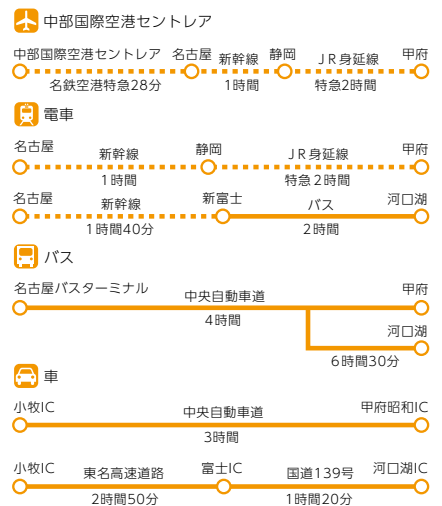 中部国際空港セントレア
中部国際空港セントレア 名古屋 新幹線 静岡 JR身延線 甲府
名鉄空港特急28分 1時間 特急2時間
電車
名古屋 新幹線 静岡 JR身延線 甲府
1時間 特急2時間
名古屋 新幹線 新富士 バス 河口湖
1時間40分 2時間
バス
名古屋バスターミナル 中央自動車道 甲府
4時間
河口湖
6時間30分
車
小牧IC 中央自動車道 甲府昭和IC
3時間
小牧IC 東名高速道路 富士IC 国道139号 河口湖IC
2時間50分 1時間20分